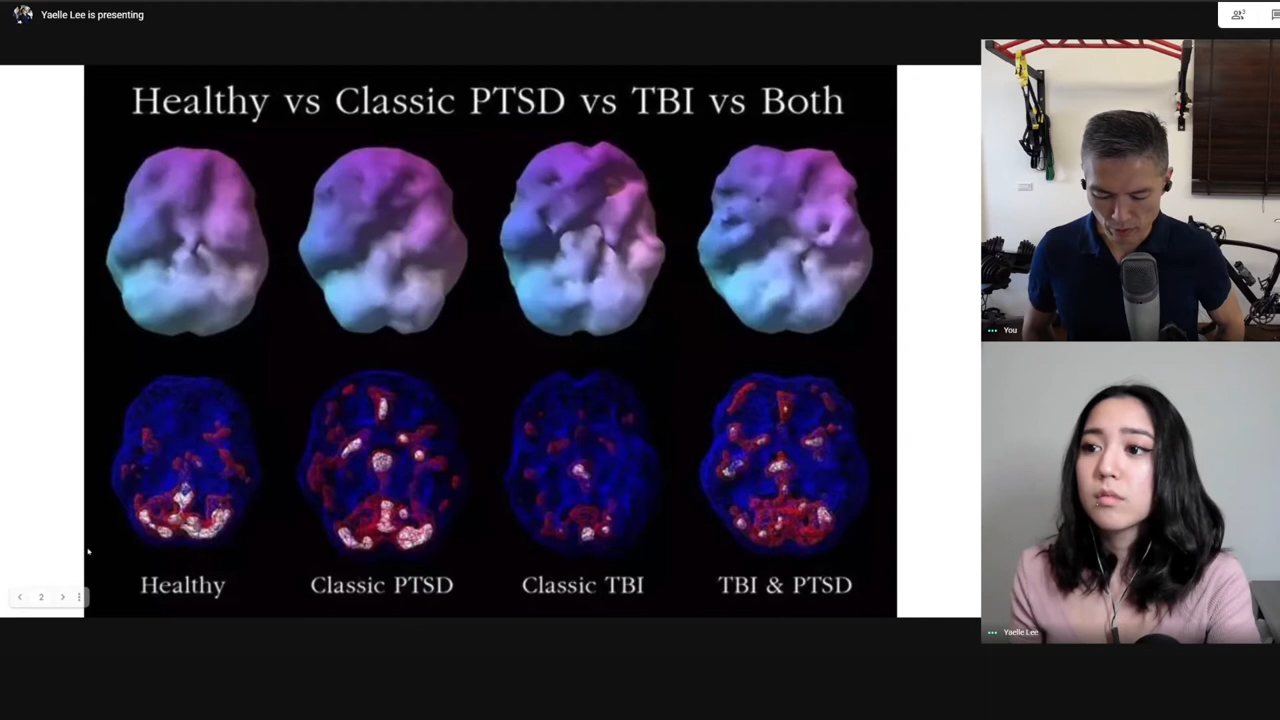 Yaelle Lee is presenting
3
Healthy vs Classic PTSD vs TBI vs Both
You
Healthy
Classic PTSD
Classic TBI
TBI & PTSD
2
Yaelle Lee